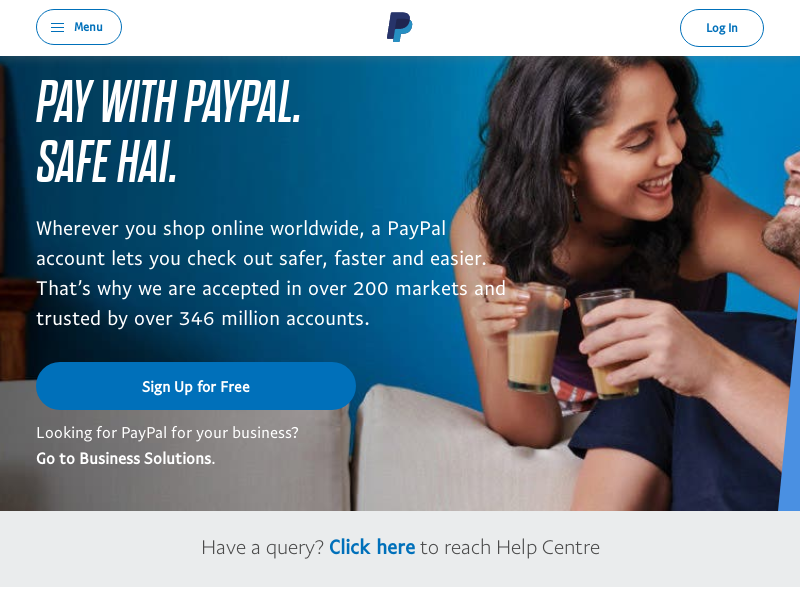 Menu
Log In
PAY WITH PAYPAL.
SAFE HAI.
Wherever you shop online worldwide, a PayPal
account lets you check out safer, faster and easier.
That's why we are accepted in over 200 markets and
trusted by over 346 million accounts.
Sign Up for Free
Looking for PayPal for your business?
Go to Business Solutions.
Have a query? Click here to reach Help Centre